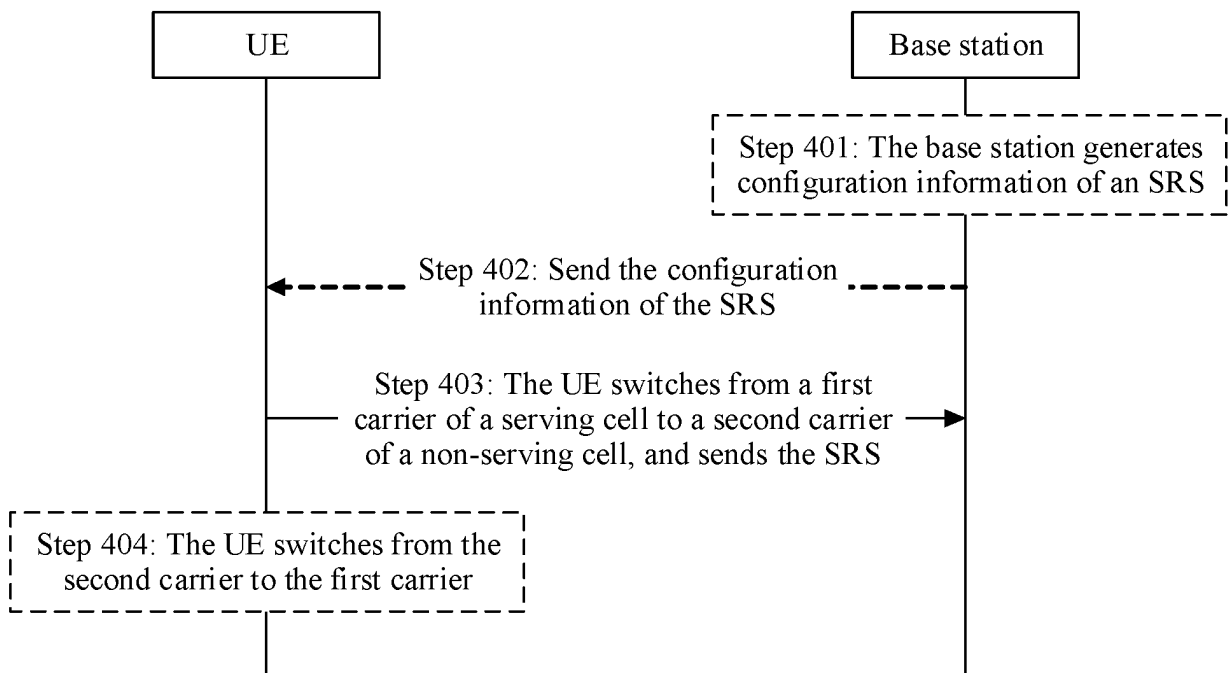 UE
Base station
Step 401: The base station generates
configuration information of an SRS
Step 402: Send the configuration
information of the SRS
Step 403: The UE switches from a first
carrier of a serving cell to a second carrier
of a non-serving cell, and sends the SRS
Step 404: The UE switches from the
second carrier to the first carrier